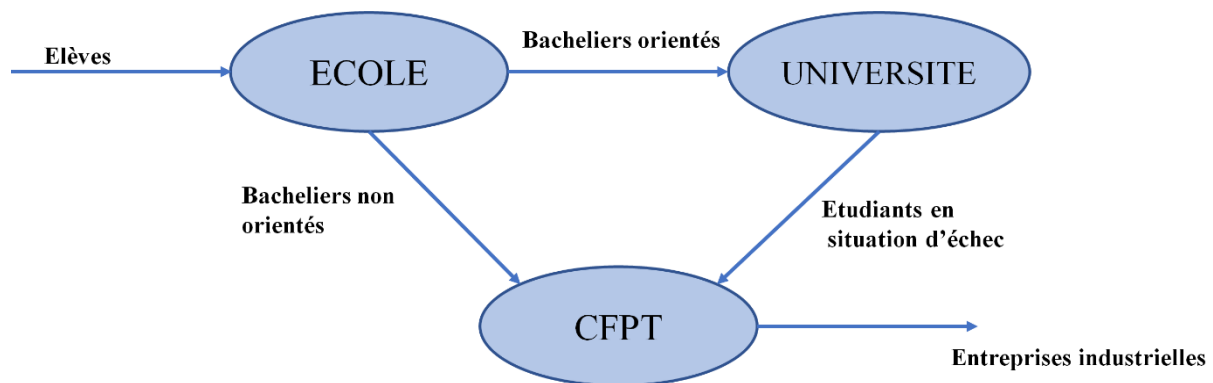 Elèves
ECOLE
Bacheliers orientés
UNIVERSITE
Bacheliers non
orientés
Etudiants en
situation d’échec
CFPT
Entreprises industrielles